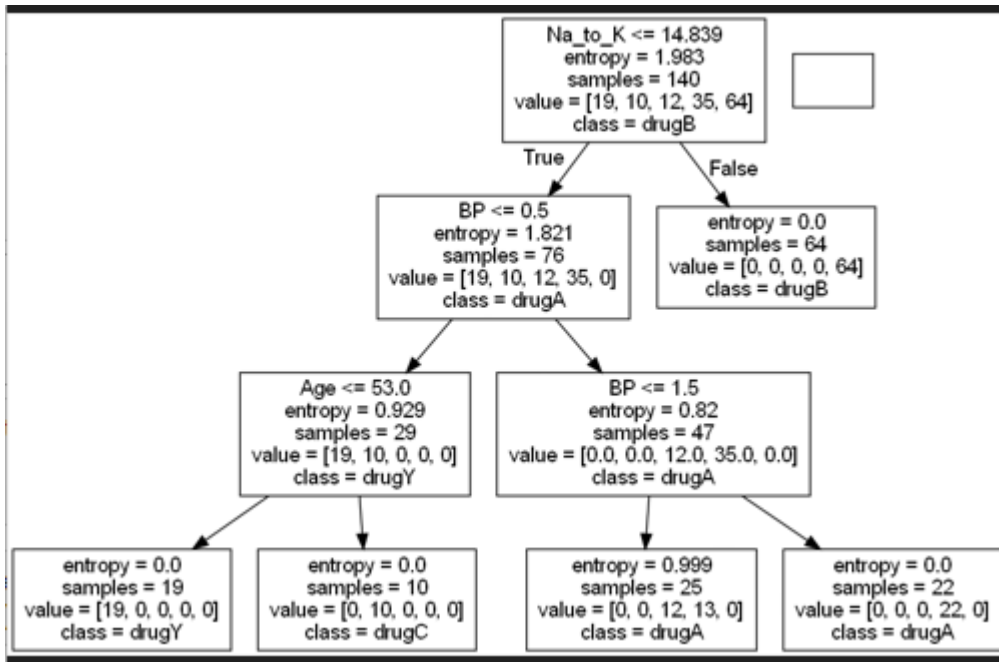 Na_to_K <= 14.839
entropy = 1.983
samples = 140
value = [19, 10, 12, 35, 64]
class = drugB
True
False
BP <= 0.5
entropy = 1.821
samples = 76
value = [19, 10, 12, 35, 0]
class = drugA
entropy = 0.0
samples = 64
value = [0, 0, 0, 0, 64]
class = drugB
Age <= 53.0
entropy = 0.929
samples = 29
value = [19, 10, 0, 0, 0]
class = drugY
BP <= 1.5
entropy = 0.82
samples = 47
value = [0.0, 0.0, 12.0, 35.0, 0.0]
class = drugA
entropy = 0.0
samples = 19
value = [19, 0, 0, 0, 0]
class = drugY
entropy = 0.0
samples = 10
value = [0, 10, 0, 0, 0]
class = drugC
entropy = 0.999
samples = 25
value = [0, 0, 12, 13, 0]
class = drugA
entropy = 0.0
samples = 22
value = [0, 0, 0, 22, 0]
class = drugA